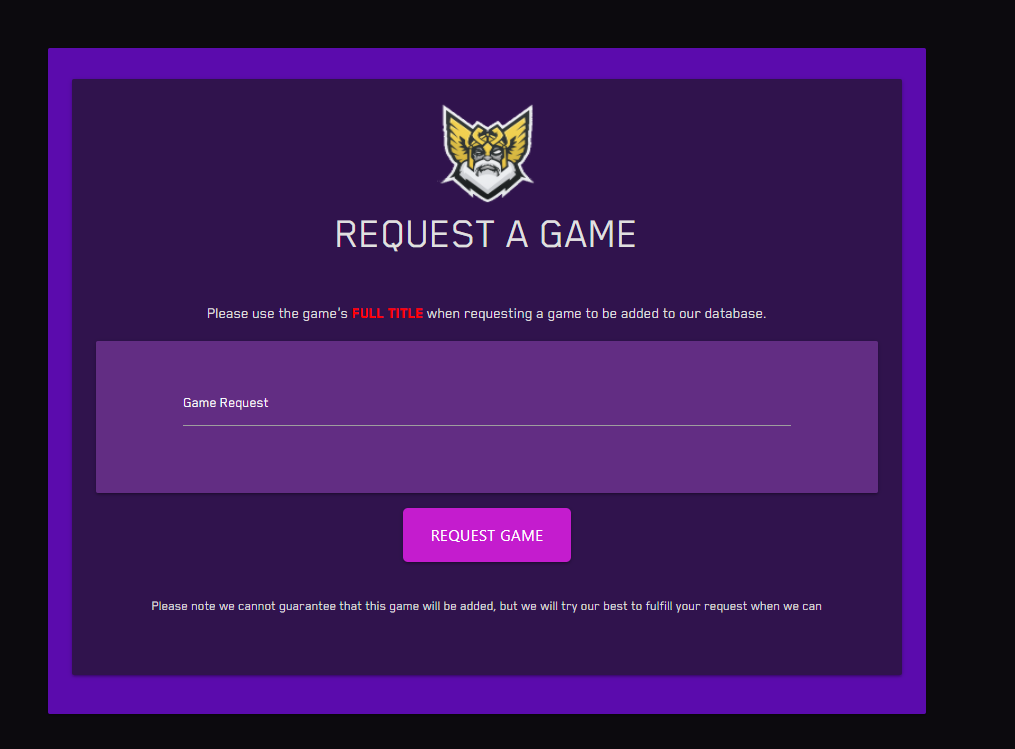 REQUEST A GAME
Please use the game's FULL TITLE when requesting a game to be added to our database.
Game Request
REQUEST GAME
Please note we cannot guarantee that this game will be added, but we will try our best to fulfill your request when we can